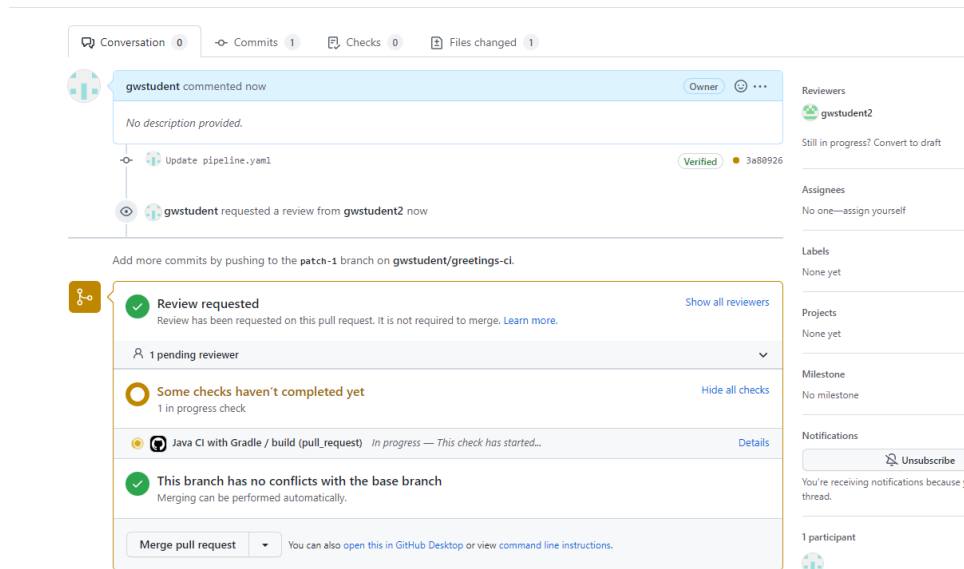 Conversation 0
Commits 1
Checks 0
Files changed 1
gwstudent commented now
Owner
No description provided.
Update pipeline.yaml
Verified
3a80926
gwstudent requested a review from gwstudent2 now
Add more commits by pushing to the patch-1 branch on gwstudent/greetings-ci.
Review requested
Show all reviewers
Review has been requested on this pull request. It is not required to merge. Learn more.
1 pending reviewer
Some checks haven't completed yet
Hide all checks
1 in progress check
Java CI with Gradle / build (pull_request) In progress — This check has started...
Details
This branch has no conflicts with the base branch
Merging can be performed automatically.
Merge pull request
You can also open this in GitHub Desktop or view command line instructions.
Reviewers
gwstudent2
Still in progress? Convert to draft
Assignees
No one—assign yourself
Labels
None yet
Projects
None yet
Milestone
No milestone
Notifications
Unsubscribe
You're receiving notifications because
thread.
1 participant